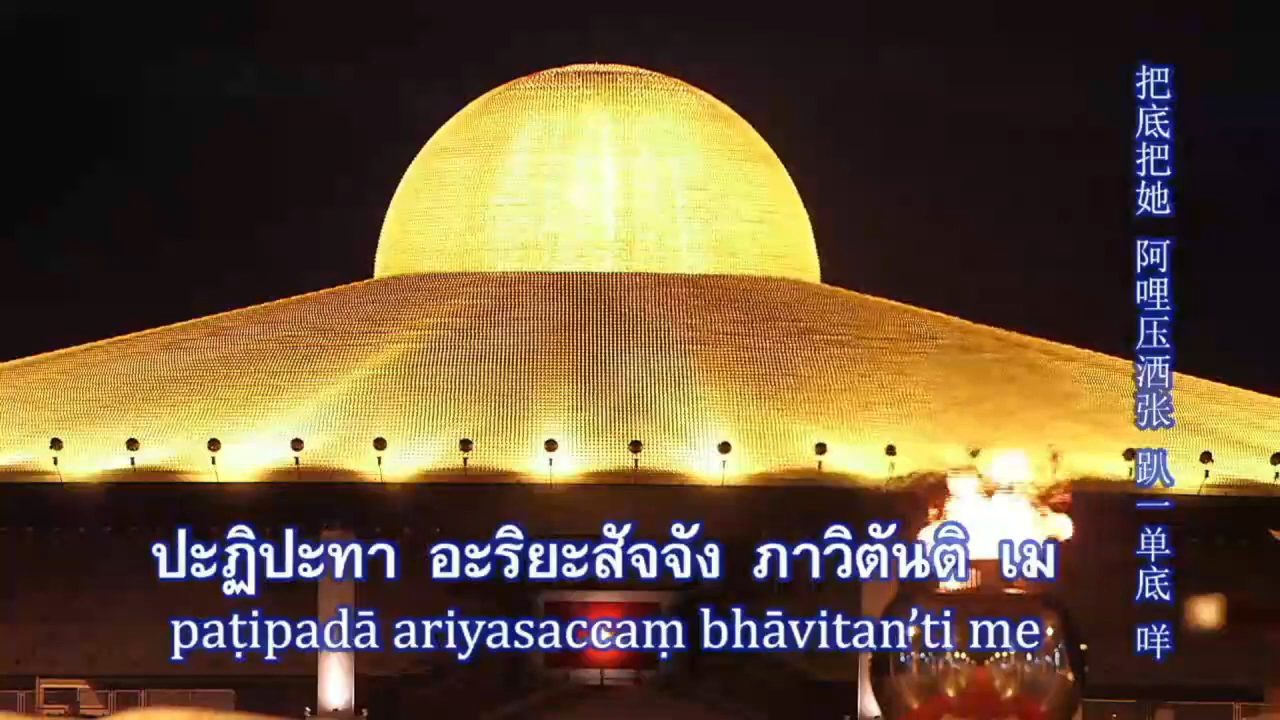 ปะฏิปะทา อะริยะสัจจัง ภาวิตันติ เม
paṭipadā ariyasaccaṃ bhāvitan’ti me
把底把她 阿哩压洒张 趴一单底 咩